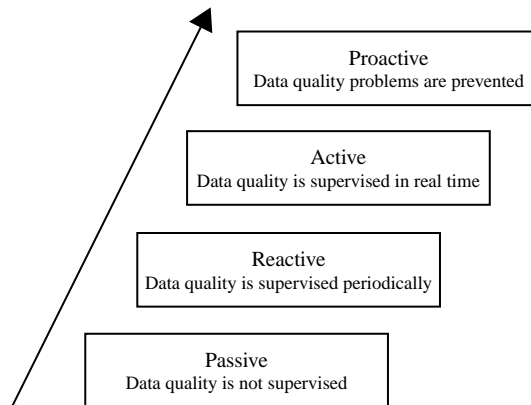 Proactive
Data quality problems are prevented
Active
Data quality is supervised in real time
Reactive
Data quality is supervised periodically
Passive
Data quality is not supervised